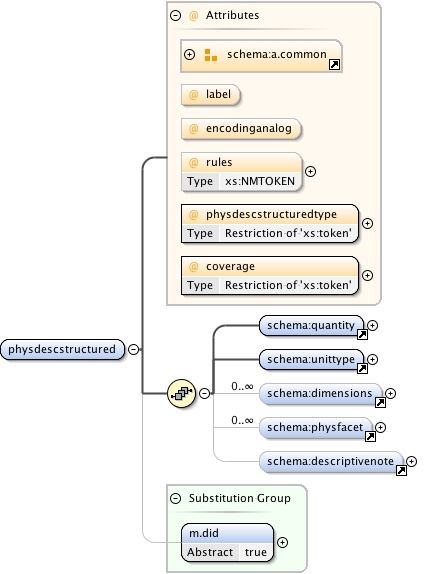 @ Attributes
schema:a.common
@ label
@ encodinganalog
@ rules
Type xs:NMTOKEN
@ physdescstructuredtype
Type Restriction of 'xs:token'
@ coverage
Type Restriction of 'xs:token'
physdescstructured
schema:quantity
schema:unittype
0..∞ schema:dimensions
0..∞ schema:physfacet
schema:descriptivenote
Substitution Group
m.did
Abstract true